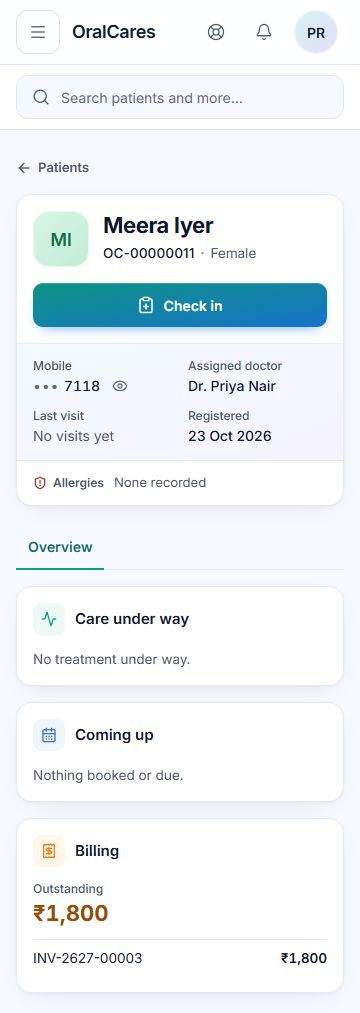 OralCares
PR
Search patients and more...
Patients
MI
Meera Iyer
OC-00000011 · Female
Check in
Mobile
Assigned doctor
••• 7118
Dr. Priya Nair
Last visit
Registered
No visits yet
23 Oct 2026
Allergies None recorded
Overview
Care under way
No treatment under way.
Coming up
Nothing booked or due.
Billing
Outstanding
₹1,800
INV-2627-00003 ₹1,800